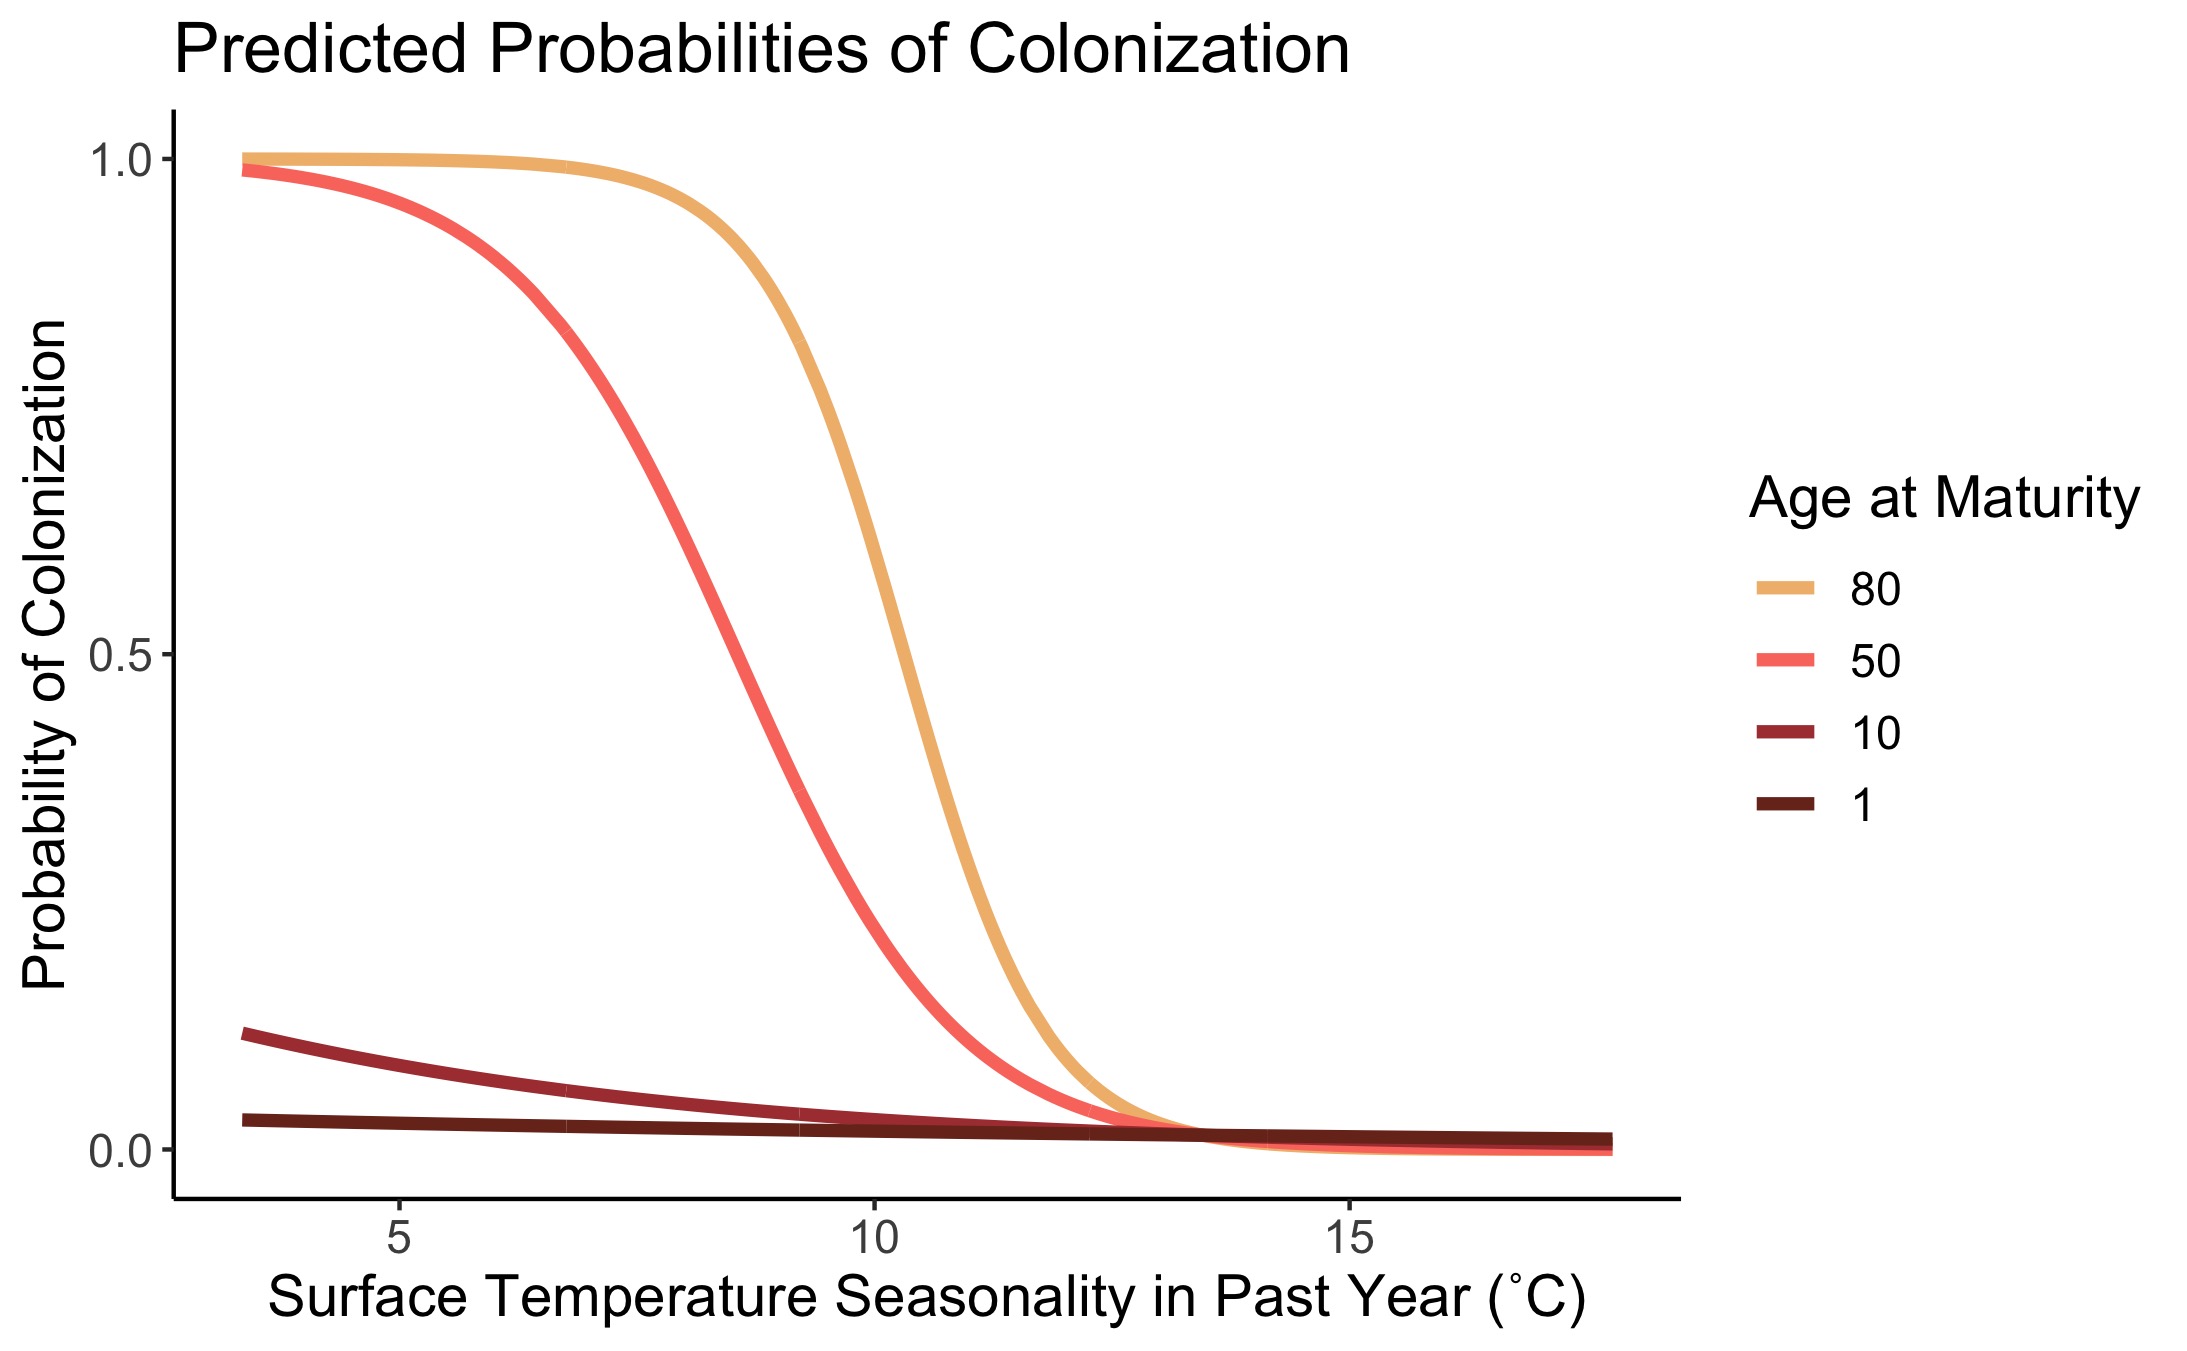 Predicted Probabilities of Colonization
Probability of Colonization
1.0
0.5
0.0
5
10
15
Surface Temperature Seasonality in Past Year (˚C)
Age at Maturity
80
50
10
1